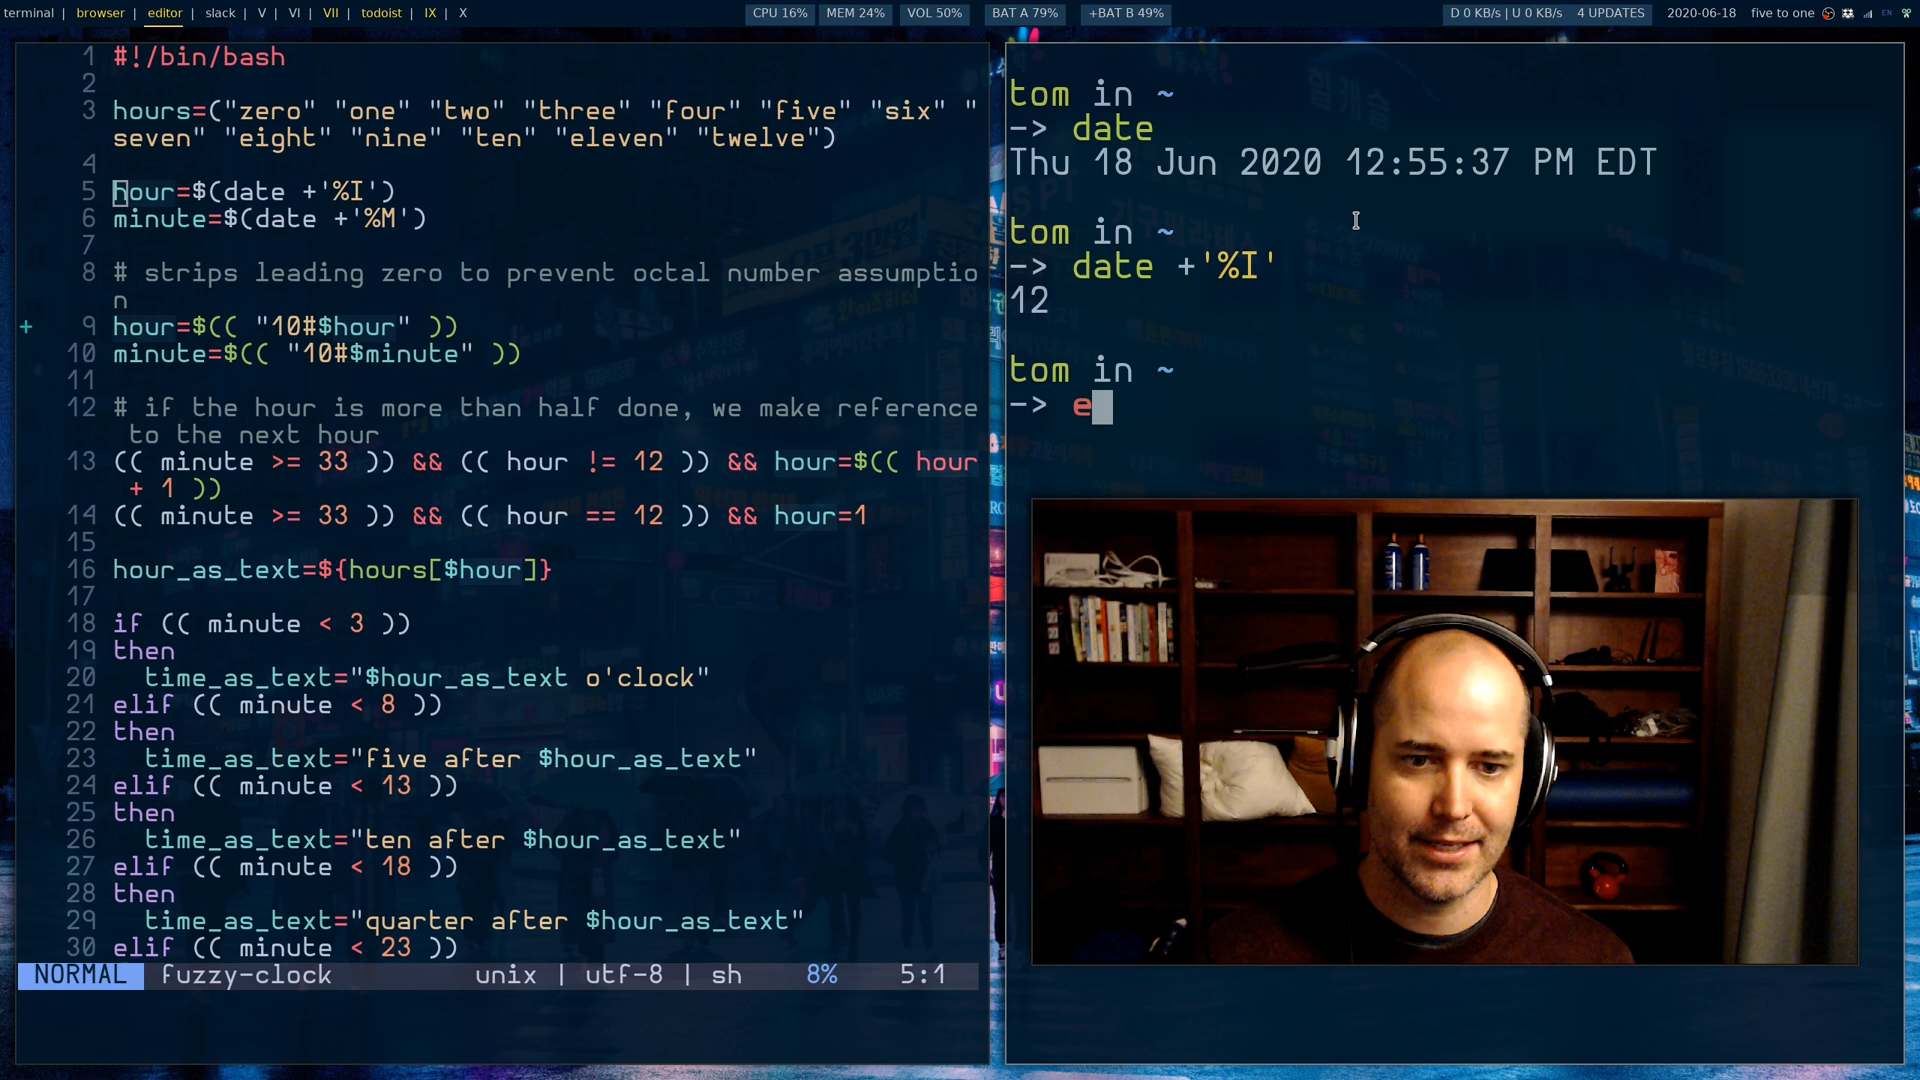 terminal | browser | editor | slack | V | VI | VII | todoist | IX | X
CPU 16% MEM 24% VOL 50% BAT A 79% +BAT B 49%
D 0 KB/s | U 0 KB/s 4 UPDATES 2020-06-18 five to one EN
1 #!/bin/bash
2
3 hours=("zero" "one" "two" "three" "four" "five" "six" "
seven" "eight" "nine" "ten" "eleven" "twelve")
4
5 hour=$(date +'%I')
6 minute=$(date +'%M')
7
8 # strips leading zero to prevent octal number assumptio
n
+ 9 hour=$(( "10#$hour" ))
10 minute=$(( "10#$minute" ))
11
12 # if the hour is more than half done, we make reference
to the next hour
13 (( minute >= 33 )) && (( hour != 12 )) && hour=$(( hour
+ 1 ))
14 (( minute >= 33 )) && (( hour == 12 )) && hour=1
15
16 hour_as_text=${hours[$hour]}
17
18 if (( minute < 3 ))
19 then
20 time_as_text="$hour_as_text o'clock"
21 elif (( minute < 8 ))
22 then
23 time_as_text="five after $hour_as_text"
24 elif (( minute < 13 ))
25 then
26 time_as_text="ten after $hour_as_text"
27 elif (( minute < 18 ))
28 then
29 time_as_text="quarter after $hour_as_text"
30 elif (( minute < 23 ))
NORMAL fuzzy-clock unix | utf-8 | sh 8% 5:1
tom in ~
-> date
Thu 18 Jun 2020 12:55:37 PM EDT
tom in ~
-> date +'%I'
12
tom in ~
-> e